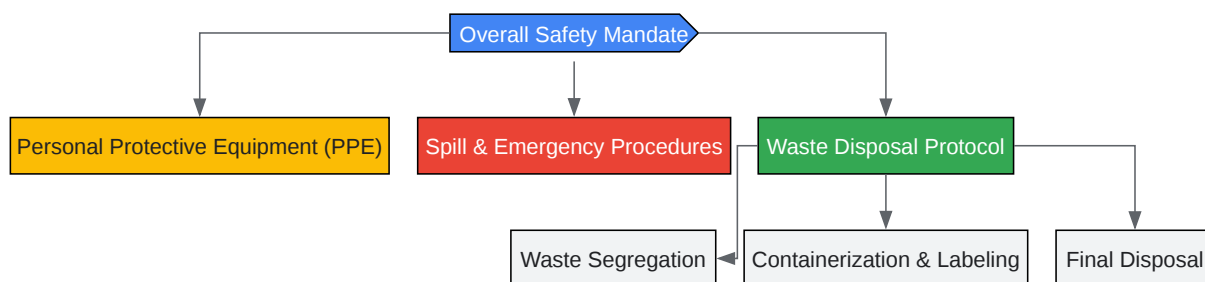 Overall Safety Mandate
Personal Protective Equipment (PPE)
Spill & Emergency Procedures
Waste Disposal Protocol
Waste Segregation
Containerization & Labeling
Final Disposal